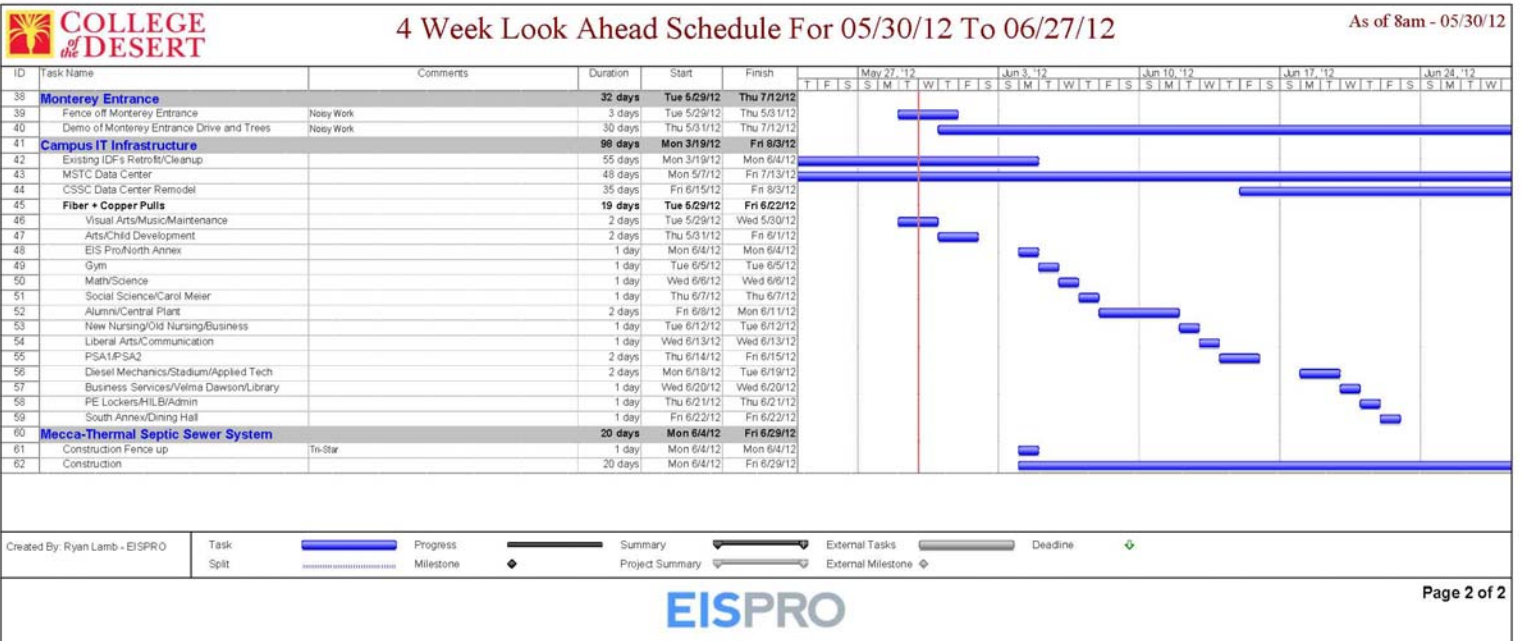 COLLEGE
of the DESERT
4 Week Look Ahead Schedule For 05/30/12 To 06/27/12
As of 8am - 05/30/12
ID Task Name Comments Duration Start Finish May 27, '12 Jun 3, '12 Jun 10, '12 Jun 17, '12 Jun 24, '12
T F S S M T W T F S S M T W T F S S M T W T F S S M T W T F S S M T W
38 Monterey Entrance 32 days Tue 5/29/12 Thu 7/12/12
39 Fence off Monterey Entrance Noisy Work 3 days Tue 5/29/12 Thu 5/31/12
40 Demo of Monterey Entrance Drive and Trees Noisy Work 30 days Thu 5/31/12 Thu 7/12/12
41 Campus IT Infrastructure 98 days Mon 3/19/12 Fri 8/3/12
42 Existing IDFs Retrofit/Cleanup 55 days Mon 3/19/12 Mon 6/4/12
43 MSTC Data Center 48 days Mon 5/7/12 Fri 7/13/12
44 CSSC Data Center Remodel 35 days Fri 6/15/12 Fri 8/3/12
45 Fiber + Copper Pulls 19 days Tue 5/29/12 Fri 6/22/12
46 Visual Arts/Music/Maintenance 2 days Tue 5/29/12 Wed 5/30/12
47 Arts/Child Development 2 days Thu 5/31/12 Fri 6/1/12
48 EIS Pro/North Annex 1 day Mon 6/4/12 Mon 6/4/12
49 Gym 1 day Tue 6/5/12 Tue 6/5/12
50 Math/Science 1 day Wed 6/6/12 Wed 6/6/12
51 Social Science/Carol Meier 1 day Thu 6/7/12 Thu 6/7/12
52 Alumni/Central Plant 2 days Fri 6/8/12 Mon 6/11/12
53 New Nursing/Old Nursing/Business 1 day Tue 6/12/12 Tue 6/12/12
54 Liberal Arts/Communication 1 day Wed 6/13/12 Wed 6/13/12
55 PSA1/PSA2 2 days Thu 6/14/12 Fri 6/15/12
56 Diesel Mechanics/Stadium/Applied Tech 2 days Mon 6/18/12 Tue 6/19/12
57 Business Services/Velma Dawson/Library 1 day Wed 6/20/12 Wed 6/20/12
58 PE Lockers/HILB/Admin 1 day Thu 6/21/12 Thu 6/21/12
59 South Annex/Dining Hall 1 day Fri 6/22/12 Fri 6/22/12
60 Mecca-Thermal Septic Sewer System 20 days Mon 6/4/12 Fri 6/29/12
61 Construction Fence up Tri-Star 1 day Mon 6/4/12 Mon 6/4/12
62 Construction 20 days Mon 6/4/12 Fri 6/29/12
Created By: Ryan Lamb - EISPRO
Task Progress Summary External Tasks Deadline
Split Milestone Project Summary External Milestone
EISPRO
Page 2 of 2